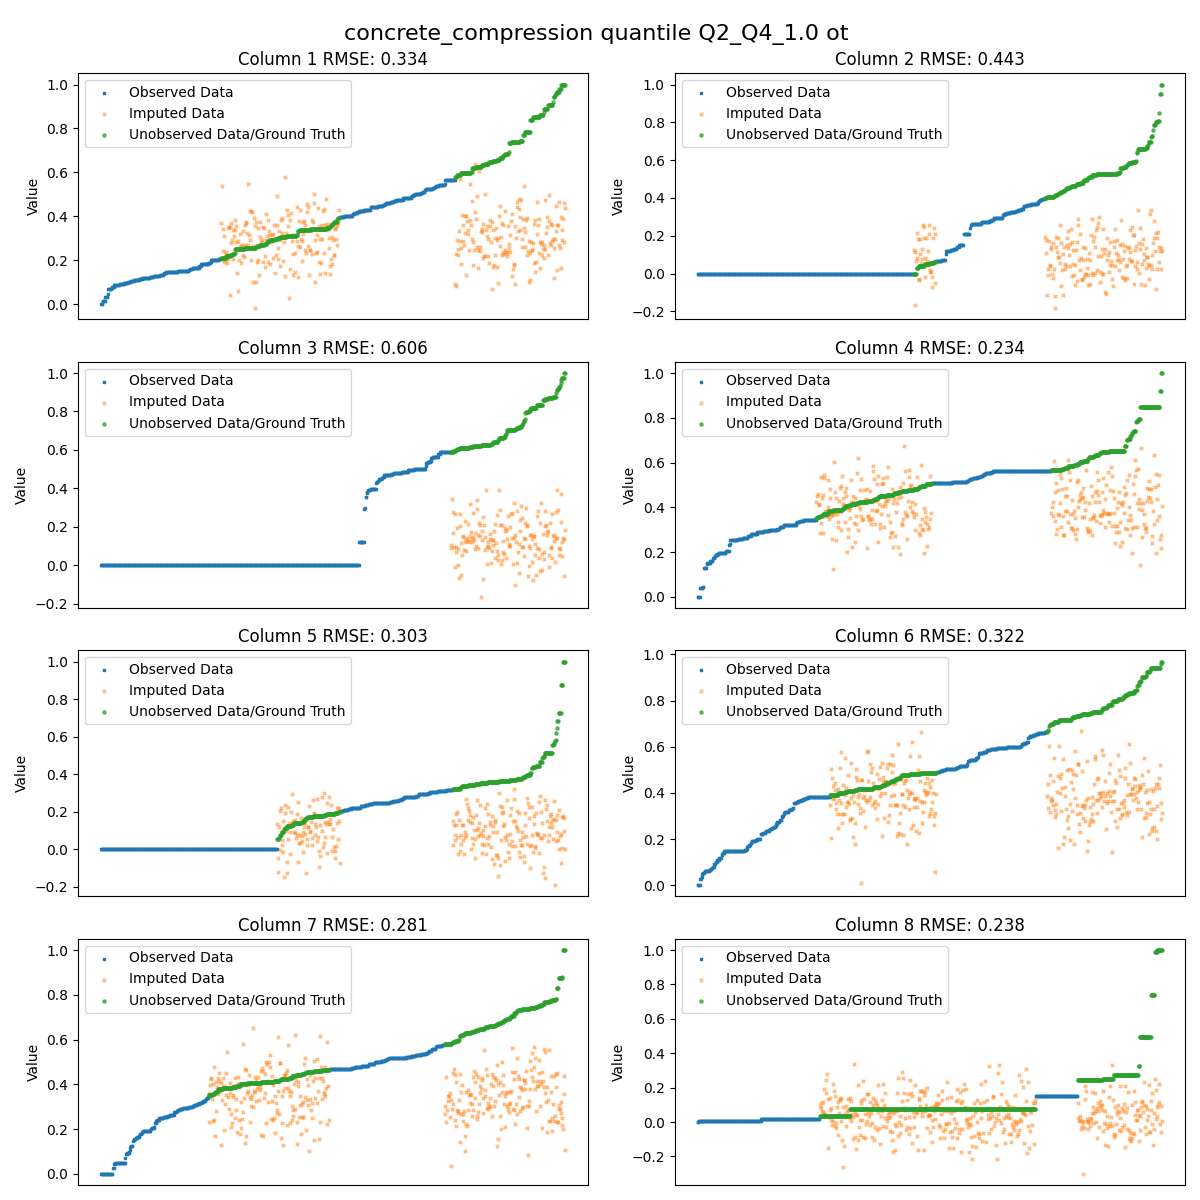 concrete_compression quantile Q2_Q4_1.0 ot
Column 1 RMSE: 0.334
Value
1.0
0.8
0.6
0.4
0.2
0.0
Observed Data
Imputed Data
Unobserved Data/Ground Truth
Column 2 RMSE: 0.443
Value
1.0
0.8
0.6
0.4
0.2
0.0
−0.2
Observed Data
Imputed Data
Unobserved Data/Ground Truth
Column 3 RMSE: 0.606
Value
1.0
0.8
0.6
0.4
0.2
0.0
−0.2
Observed Data
Imputed Data
Unobserved Data/Ground Truth
Column 4 RMSE: 0.234
Value
1.0
0.8
0.6
0.4
0.2
0.0
Observed Data
Imputed Data
Unobserved Data/Ground Truth
Column 5 RMSE: 0.303
Value
1.0
0.8
0.6
0.4
0.2
0.0
−0.2
Observed Data
Imputed Data
Unobserved Data/Ground Truth
Column 6 RMSE: 0.322
Value
1.0
0.8
0.6
0.4
0.2
0.0
Observed Data
Imputed Data
Unobserved Data/Ground Truth
Column 7 RMSE: 0.281
Value
1.0
0.8
0.6
0.4
0.2
0.0
Observed Data
Imputed Data
Unobserved Data/Ground Truth
Column 8 RMSE: 0.238
Value
1.0
0.8
0.6
0.4
0.2
0.0
−0.2
Observed Data
Imputed Data
Unobserved Data/Ground Truth